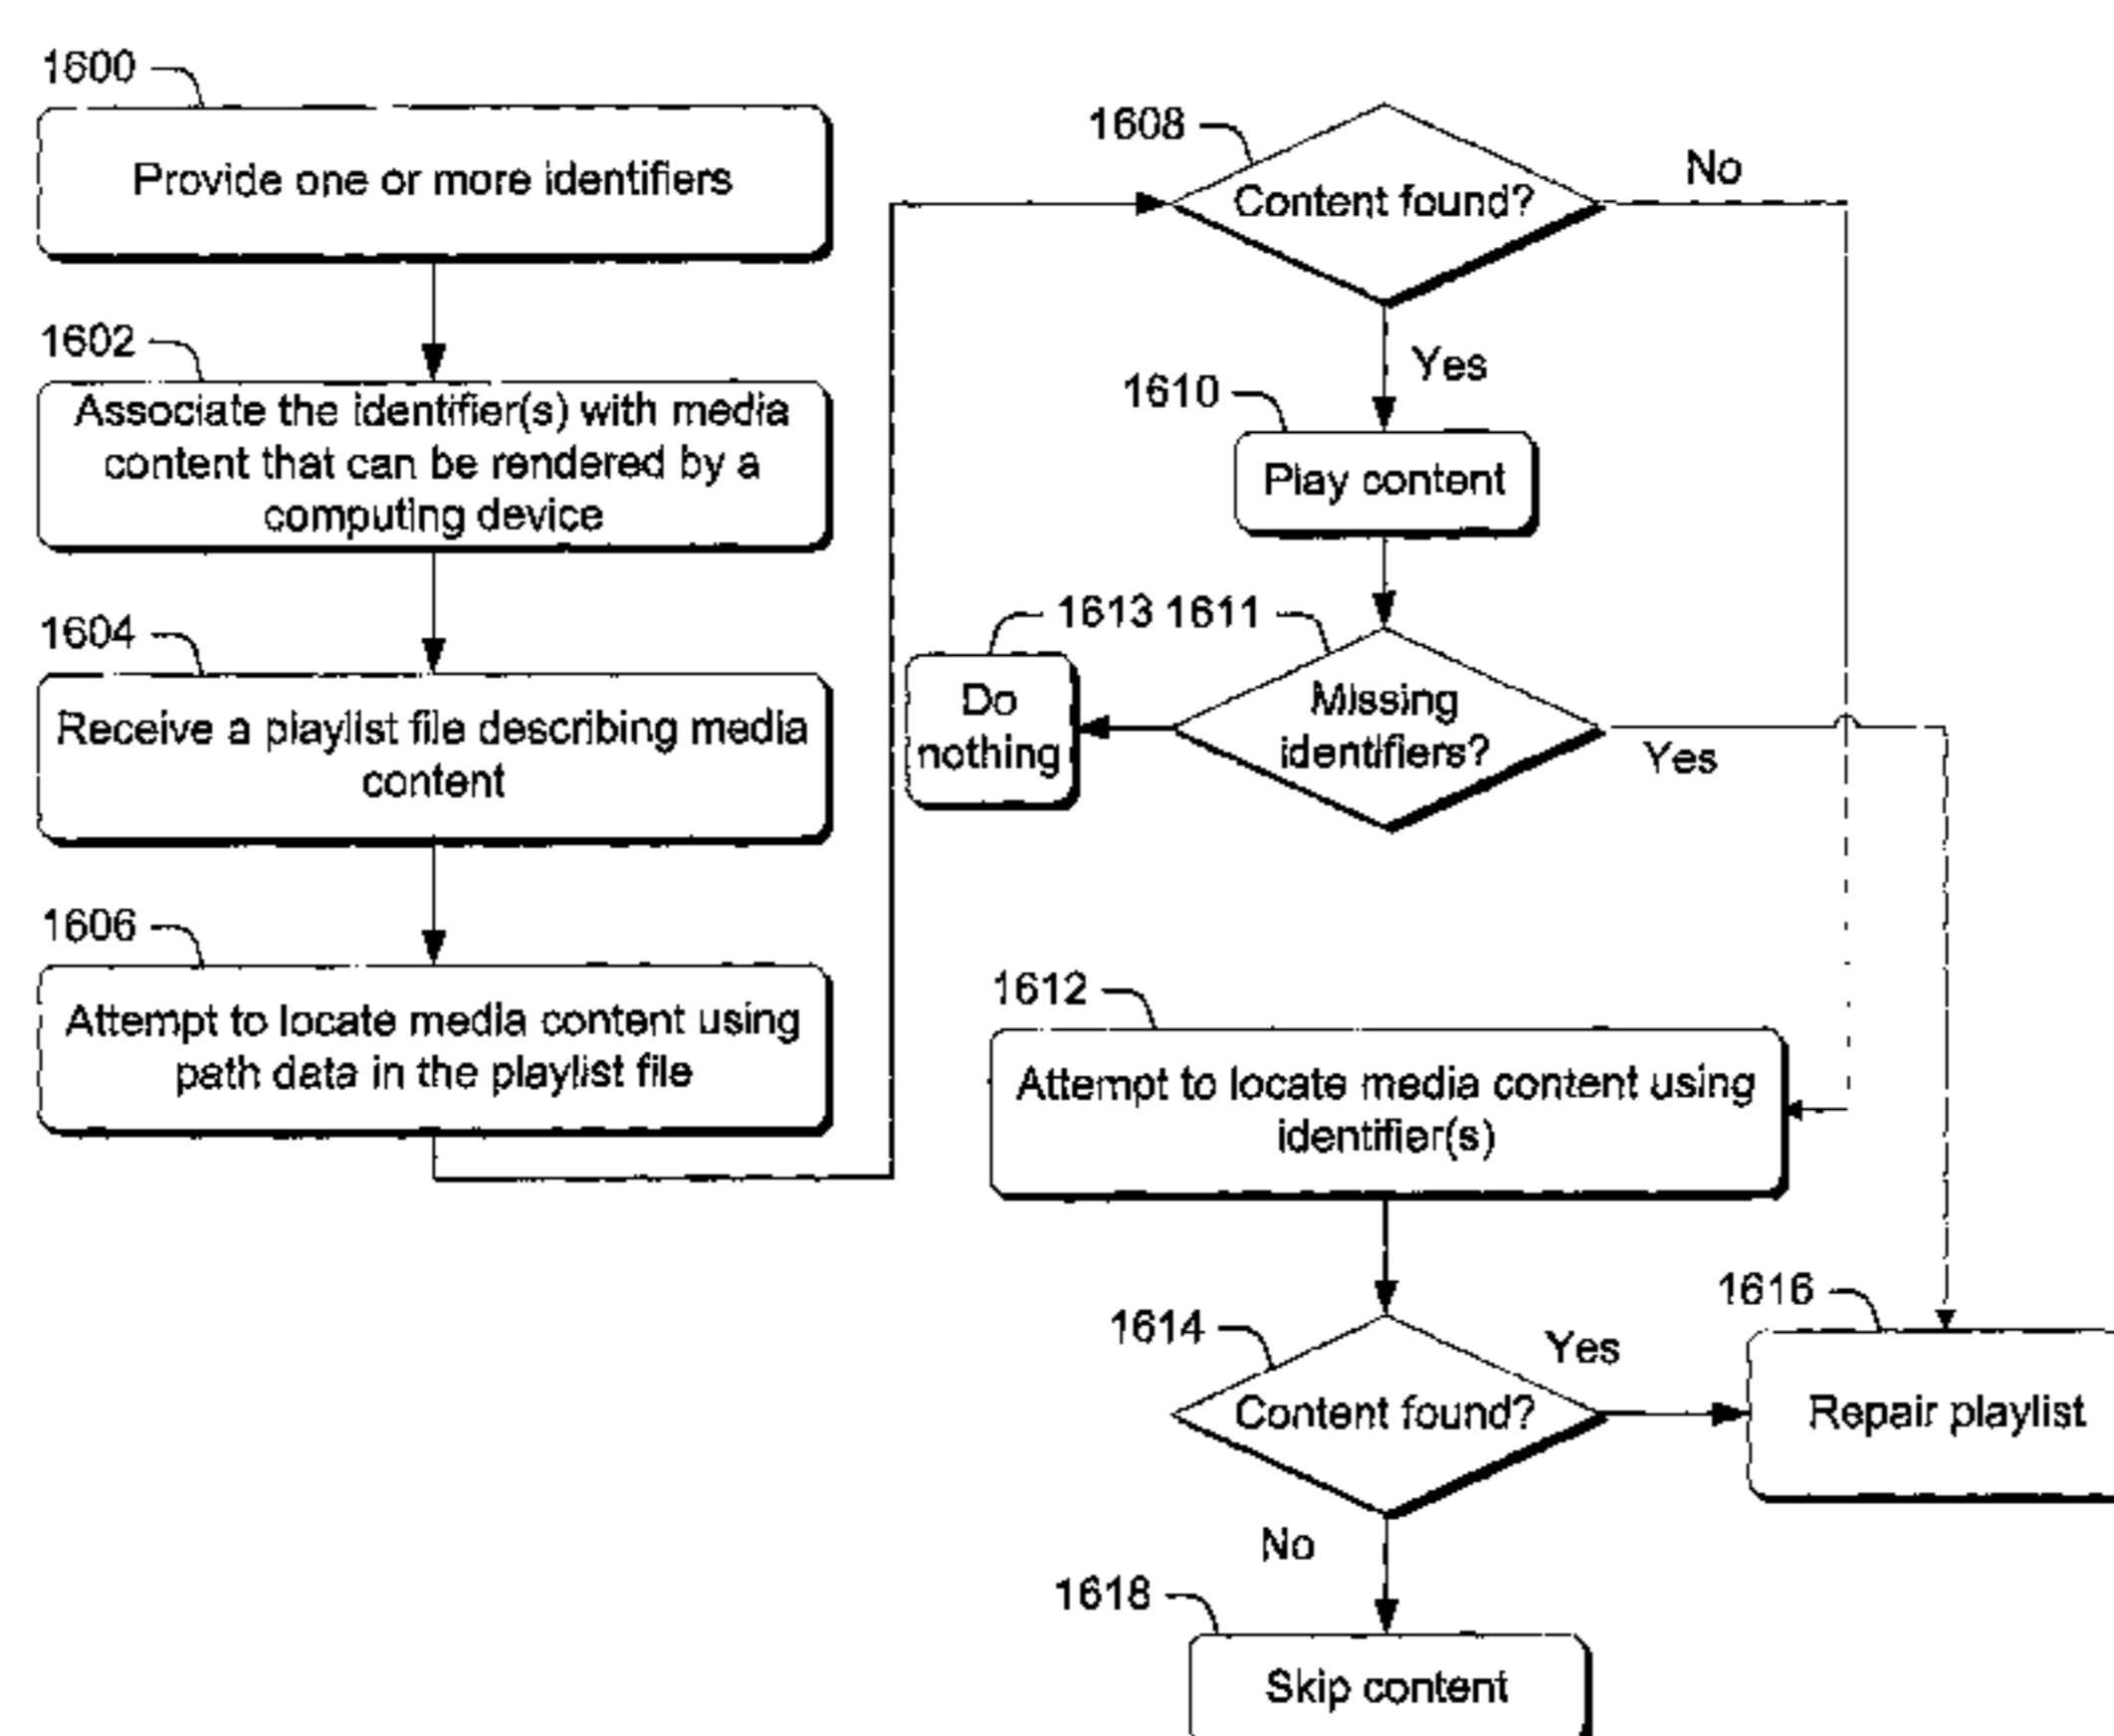 1600
Provide one or more identifiers
1602
Associate the identifier(s) with media
content that can be rendered by a
computing device
1604
Receive a playlist file describing media
content
1606
Attempt to locate media content using
path data in the playlist file
1608
Content found?
No
Yes
1610
Play content
1613
1611
Do
nothing
Missing
identifiers?
Yes
1612
Attempt to locate media content using
identifier(s)
1614
Content found?
Yes
1616
Repair playlist
No
1618
Skip content